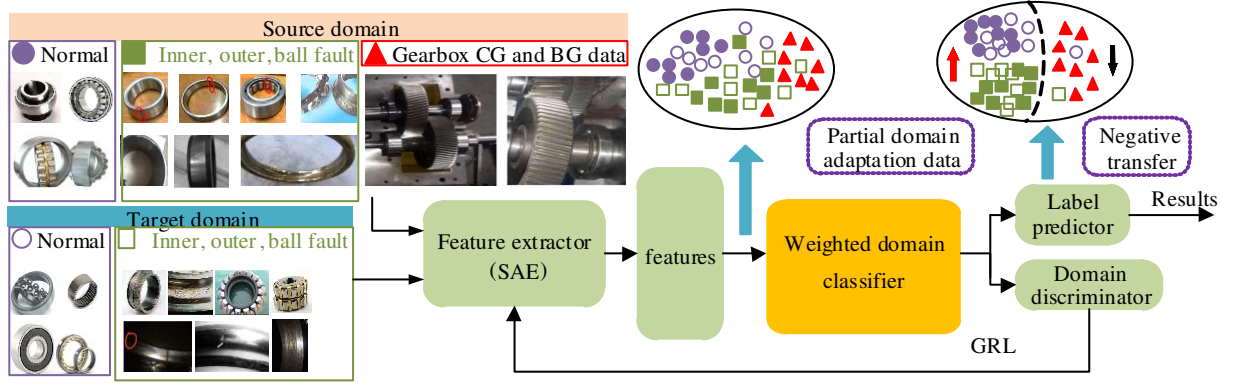 Source domain
Normal
Inner, outer, ball fault
Gearbox CG and BG data
Partial domain
adaptation data
Negative
transfer
Target domain
Normal
Inner, outer, ball fault
Feature extractor
(SAE)
features
Weighted domain
classifier
Label
predictor
Results
Domain
discriminator
GRL